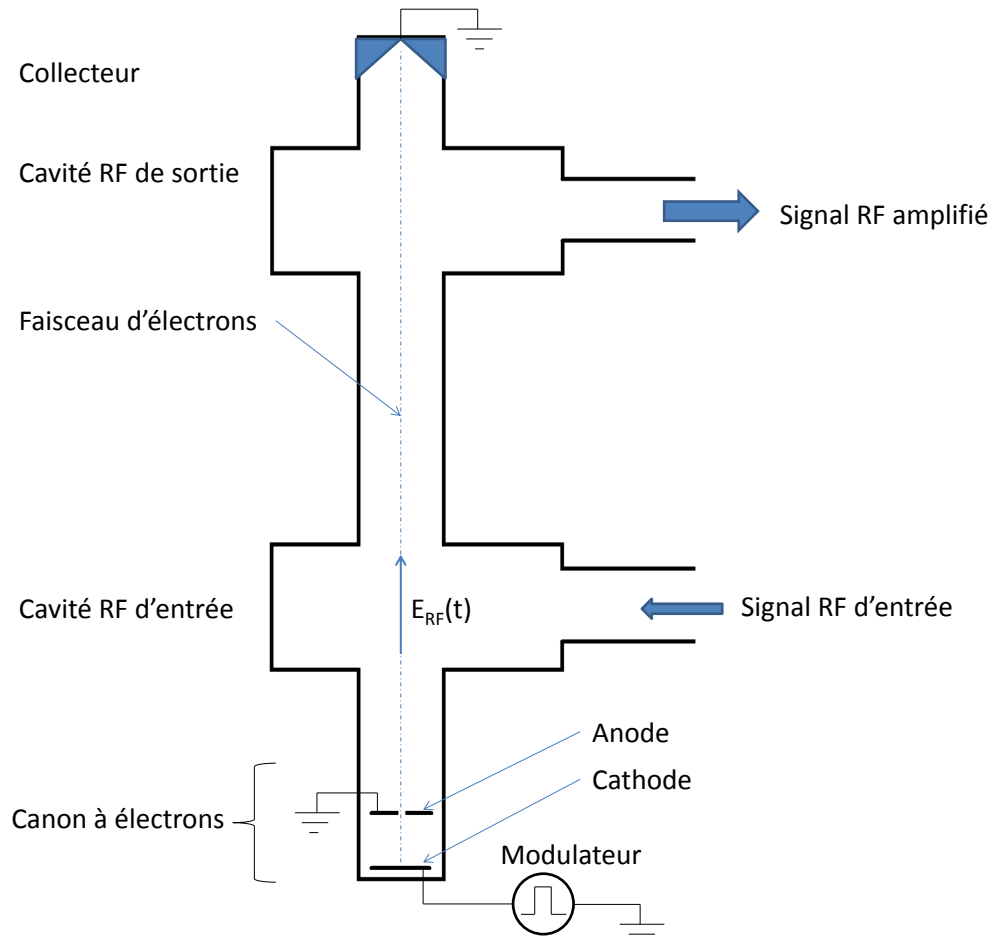 Collecteur
Cavité RF de sortie
Signal RF amplifié
Faisceau d'électrons
Cavité RF d'entrée
E_RF(t)
Signal RF d'entrée
Anode
Cathode
Canon à électrons
Modulateur